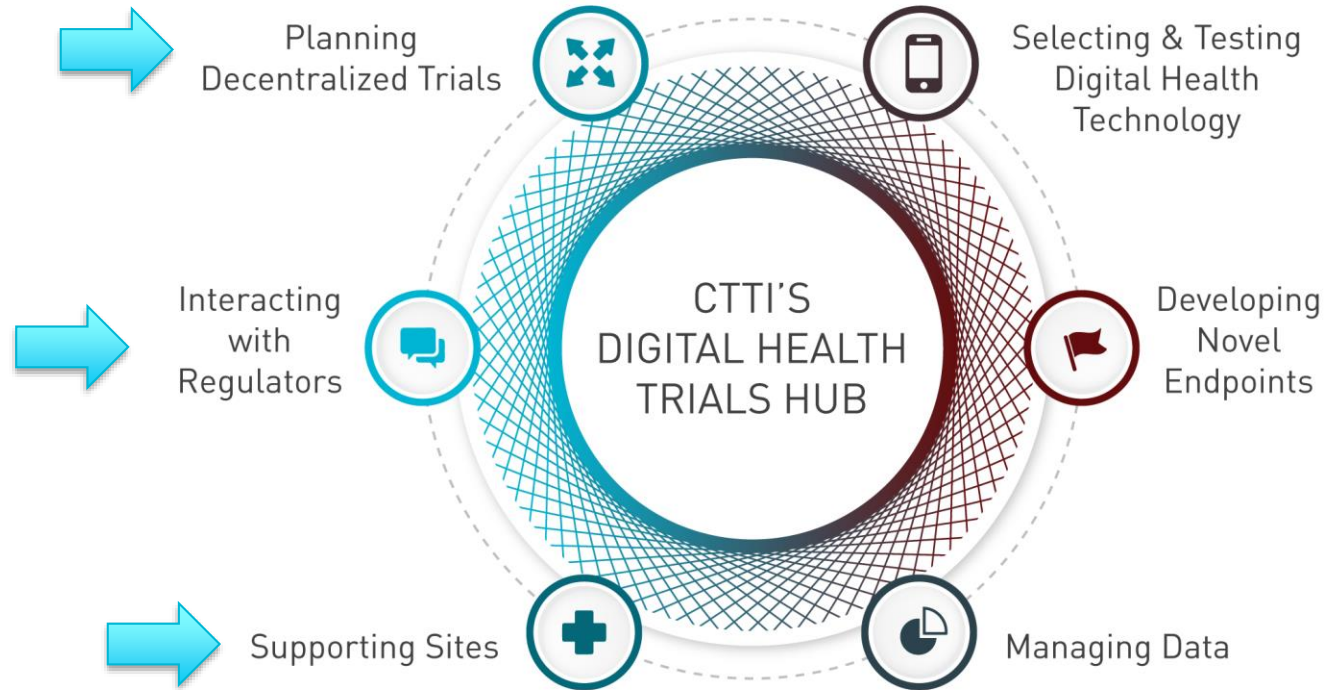 Planning
Decentralized Trials
Selecting & Testing
Digital Health
Technology
Interacting
with
Regulators
CTTI'S
DIGITAL HEALTH
TRIALS HUB
Developing
Novel
Endpoints
Supporting Sites
Managing Data